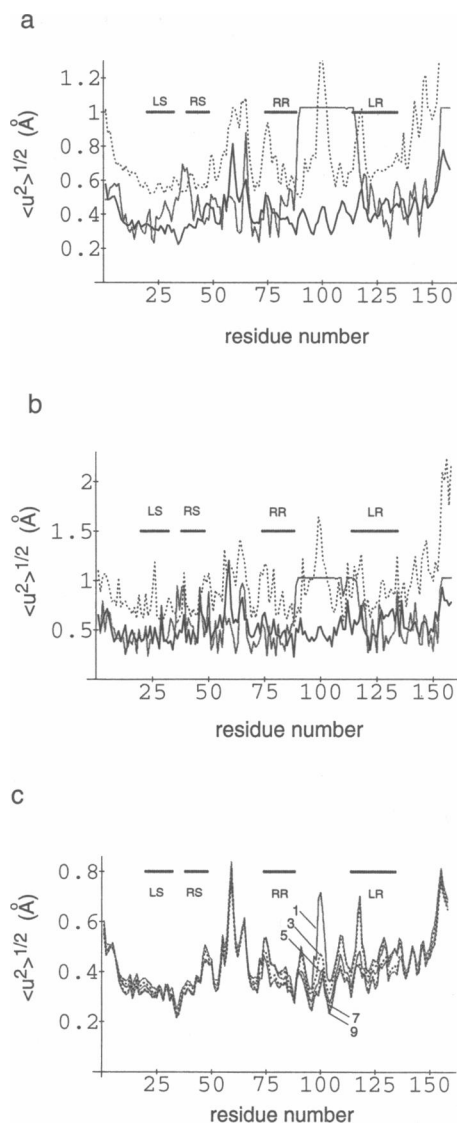 a
1.2
LS RS RR LR
1
0.8
<u²>¹/² (Å)
0.6
0.4
0.2
25 50 75 100 125 150
residue number
b
2
LS RS RR LR
1.5
<u²>¹/² (Å)
1
0.5
25 50 75 100 125 150
residue number
c
0.8
LS RS RR LR
1
<u²>¹/² (Å)
0.6
3
5
0.4
7
0.2
9
25 50 75 100 125 150
residue number